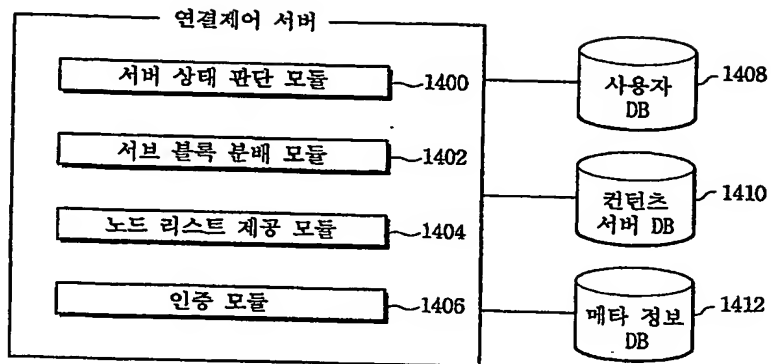 연결제어 서버
서버 상태 판단 모듈
1400
서브 블록 분배 모듈
1402
노드 리스트 제공 모듈
1404
인증 모듈
1406
사용자
DB
1408
컨턴츠
서버 DB
1410
메타 정보
DB
1412